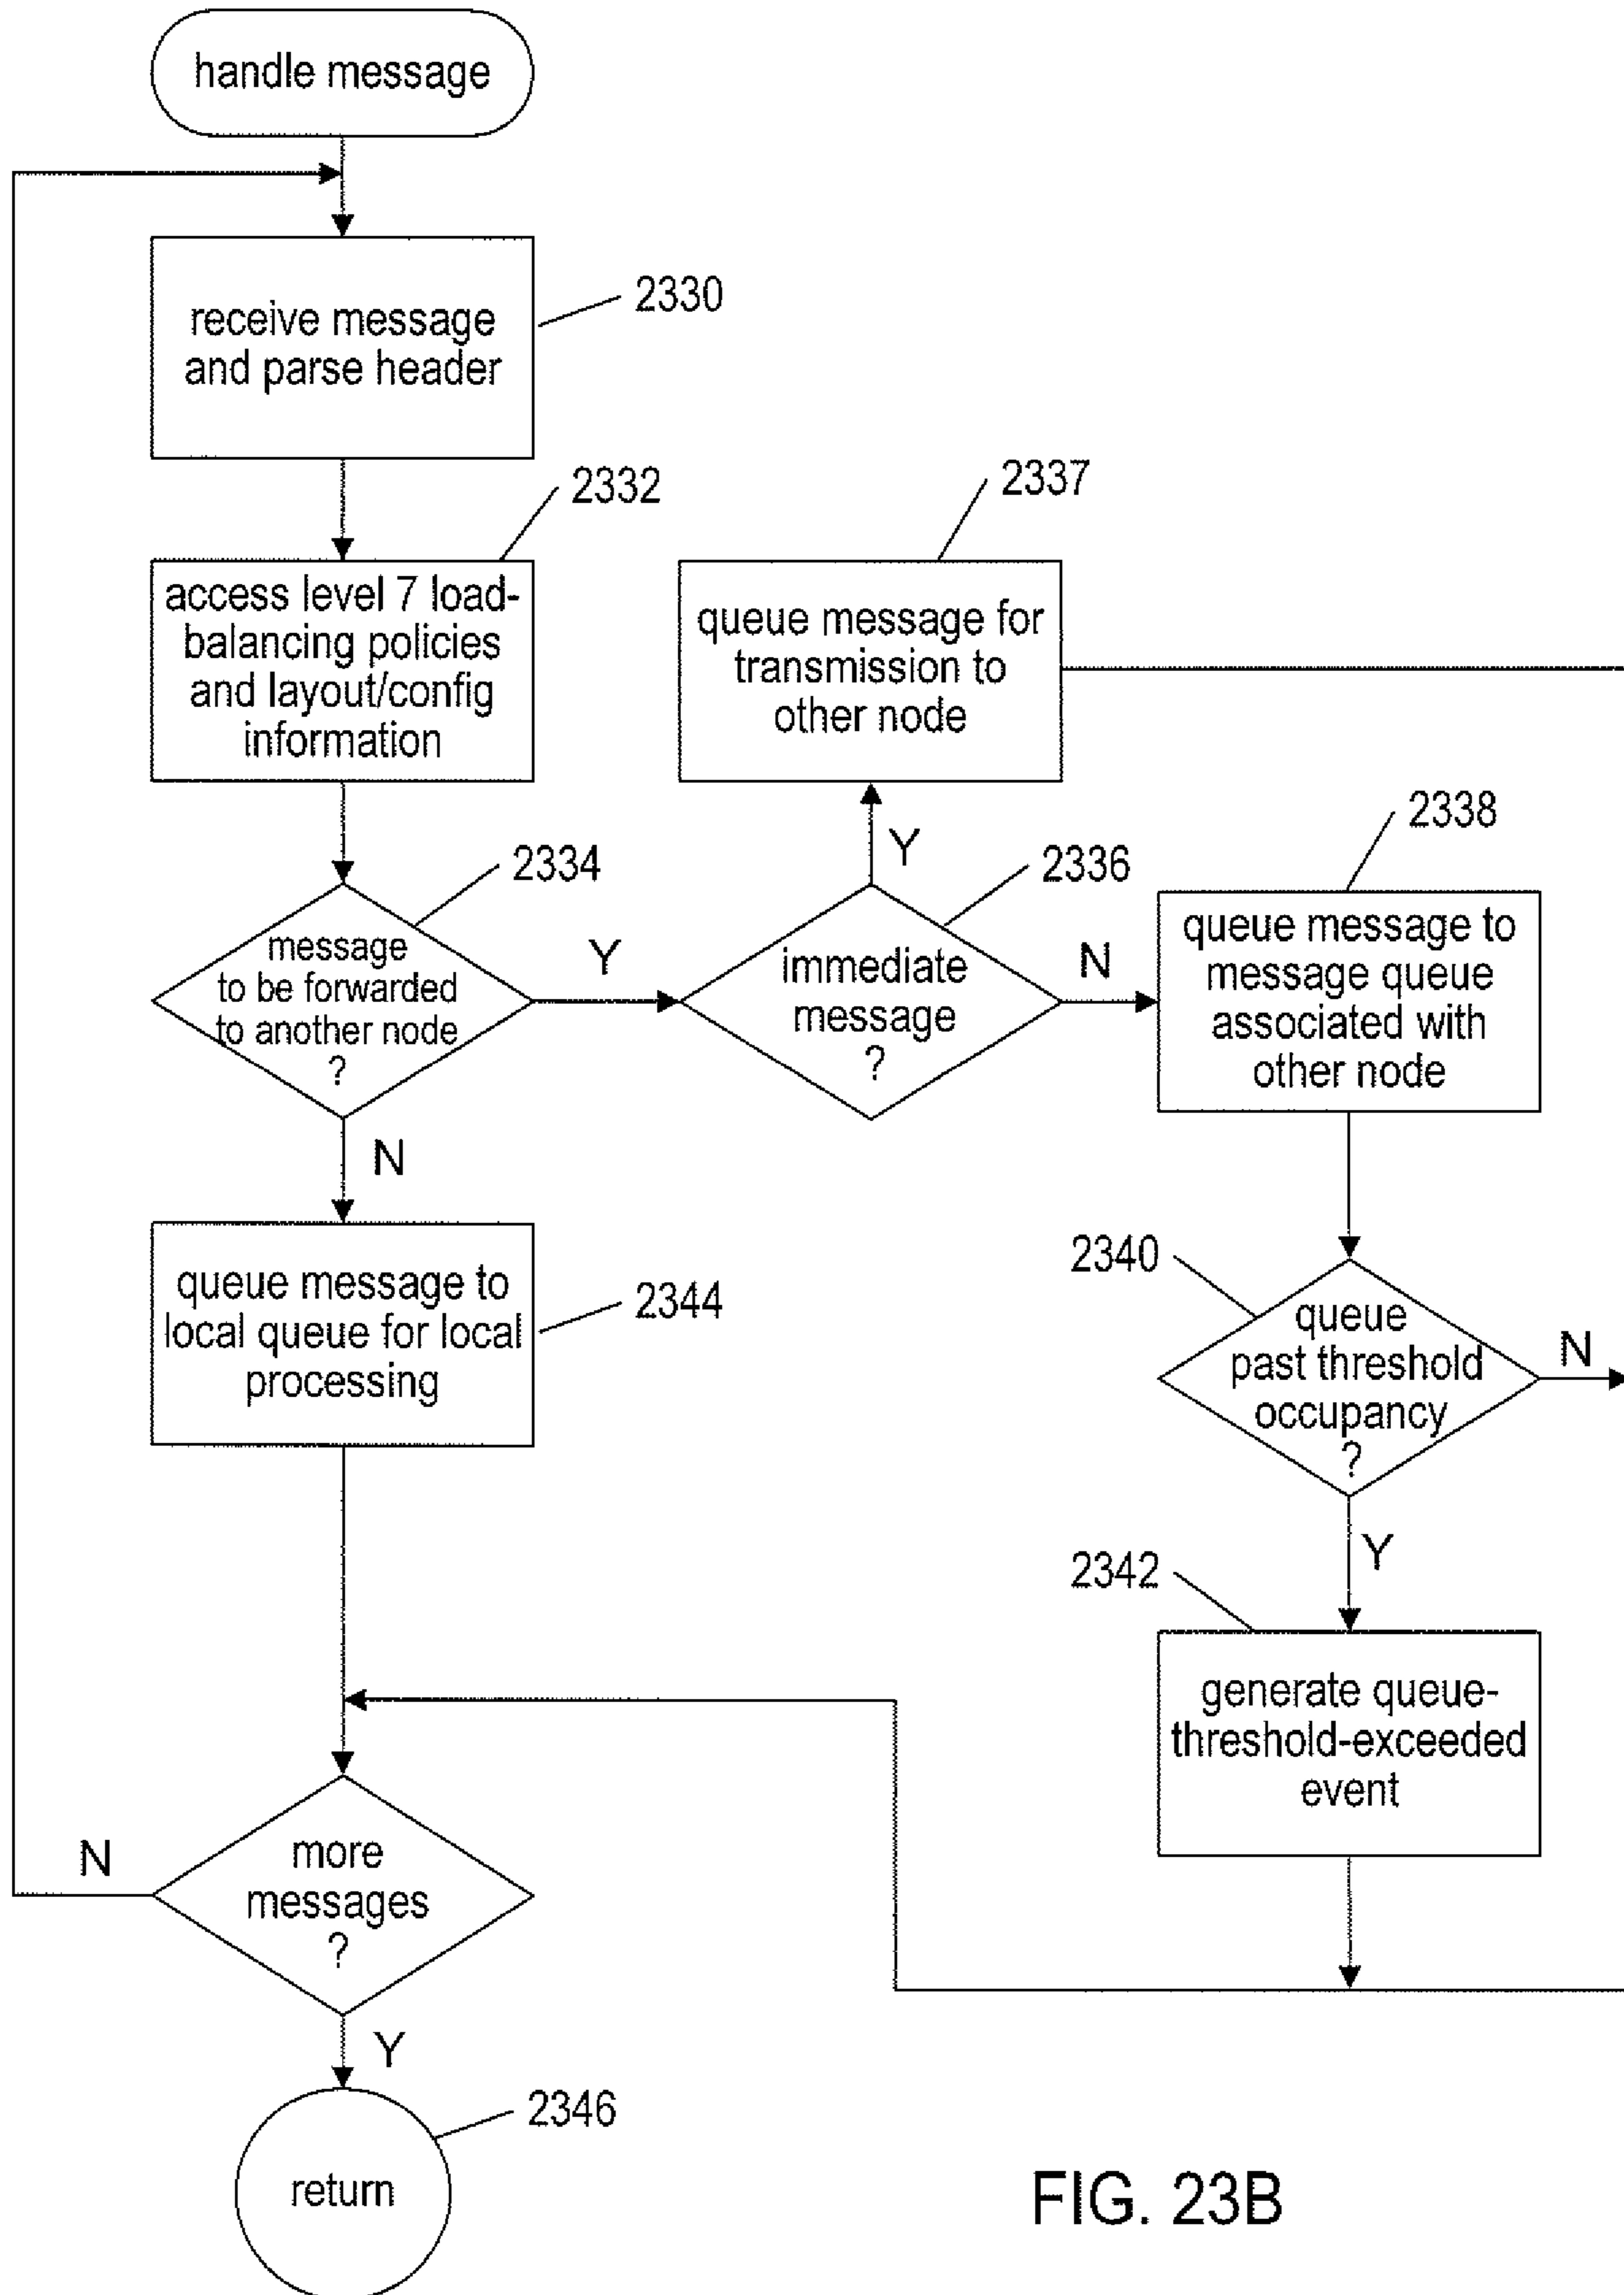 handle message
receive message
and parse header
2330
2332
access level 7 load-
balancing policies
and layout/config
information
2337
queue message for
transmission to
other node
2334
message
to be forwarded
to another node
?
Y
N
2336
immediate
message
?
Y
N
2338
queue message to
message queue
associated with
other node
2340
queue
past threshold
occupancy
?
N
Y
2342
generate queue-
threshold-exceeded
event
queue message to
local queue for local
processing
2344
more
messages
?
N
Y
return
2346
FIG. 23B